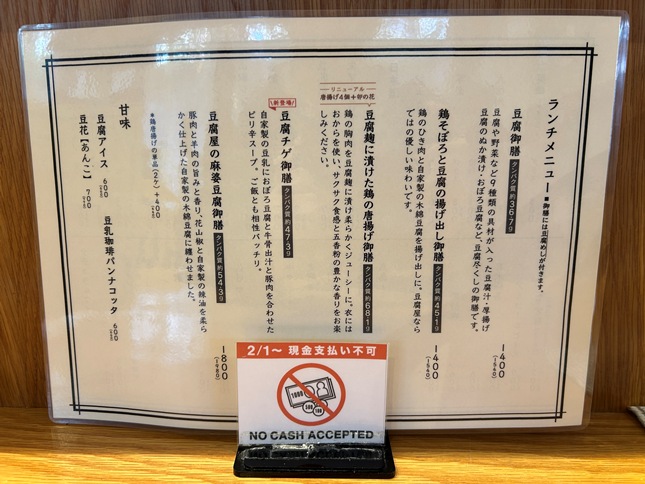 ランチメニュー ■御膳には豆腐めしが付きます。
豆腐御膳 タンパク質約36.7g
豆腐や野菜など9種類の具材が入った豆腐汁・厚揚げ
豆腐のぬか漬け・おぼろ豆腐など、豆腐尽くしの御膳です。
1400
(1540)
鶏そぼろと豆腐の揚げ出し御膳 タンパク質約45.1g
鶏のひき肉と自家製の木綿豆腐を揚げ出しに。豆腐屋なら
ではの優しい味わいです。
1400
(1540)
リニューアル
唐揚げ4個＋卯の花
豆腐麹に漬けた鶏の唐揚げ御膳 タンパク質約68.1g
鶏の胸肉を豆腐麹に漬け柔らかくジューシーに。衣には
おからを使い、サクサク食感と五香粉の豊かな香りをお楽
しみください。
新登場!
豆腐チゲ御膳 タンパク質約47.3g
自家製の豆乳におぼろ豆腐と牛骨出汁と豚肉を合わせた
ピリ辛スープ。ご飯とも相性バッチリ。
豆腐屋の麻婆豆腐御膳 タンパク質約54.3g
豚肉と羊肉の旨みと香り、花山椒と自家製の辣油を柔ら
かく仕上げた自家製の木綿豆腐に纏わせました。
1800
(1980)
*鶏唐揚げの単品(2ケ)＋400
甘味
豆腐アイス 600
豆花【あんこ】 700
豆乳珈琲パンナコッタ 600
2/1～ 現金支払い不可
1000
500
100
NO CASH ACCEPTED